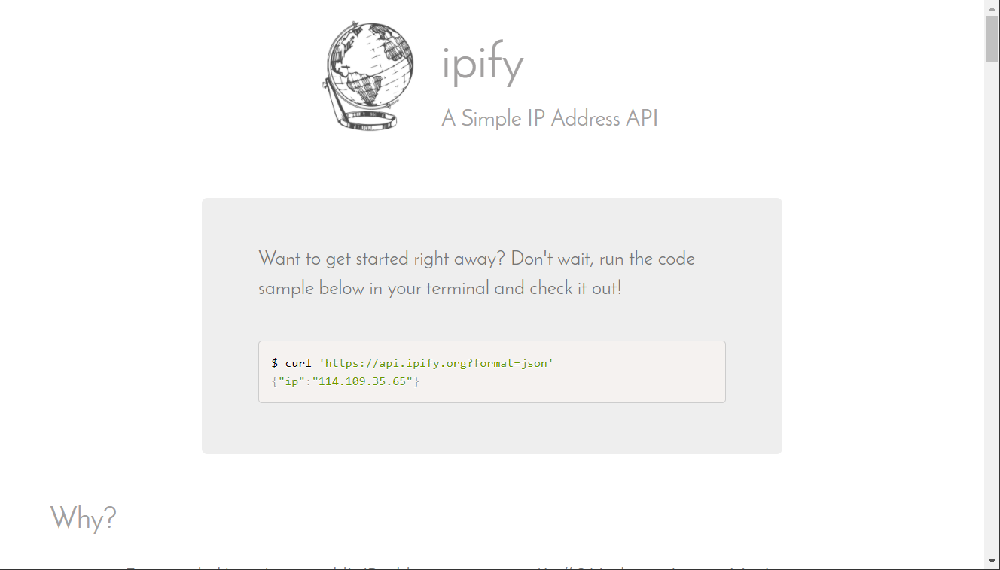 ipify
A Simple IP Address API
Want to get started right away? Don't wait, run the code
sample below in your terminal and check it out!
$ curl 'https://api.ipify.org?format=json'
{"ip":"114.109.35.65"}
Why?